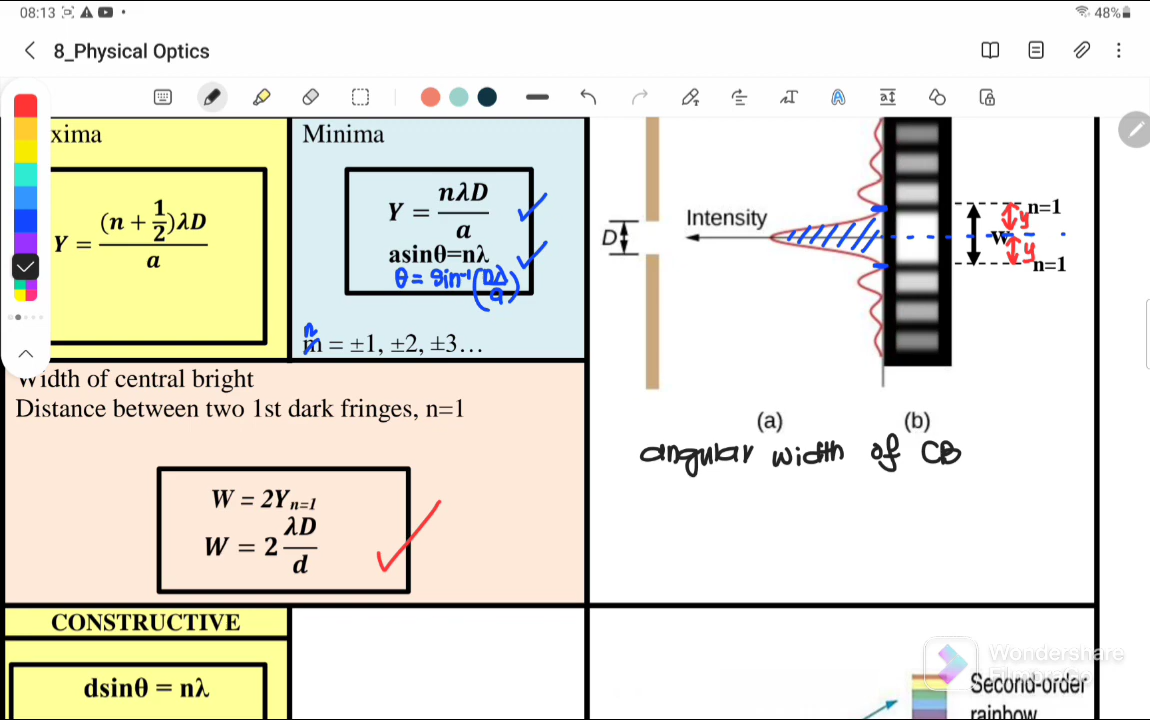 08:13
48%
8_Physical Optics
xima
Minima
Y = (n + 1/2)λD / a
Y = nλD / a
asinθ=nλ
θ = sin⁻¹(nλ/a)
n
m = ±1, ±2, ±3…
Intensity
D
n=1
y
w
y
n=1
(a)
(b)
angular width of CB
Width of central bright
Distance between two 1st dark fringes, n=1
W = 2Yn=1
W = 2 λD / d
CONSTRUCTIVE
dsinθ = nλ
Wondershare
Filmora
Second-order
rainbow